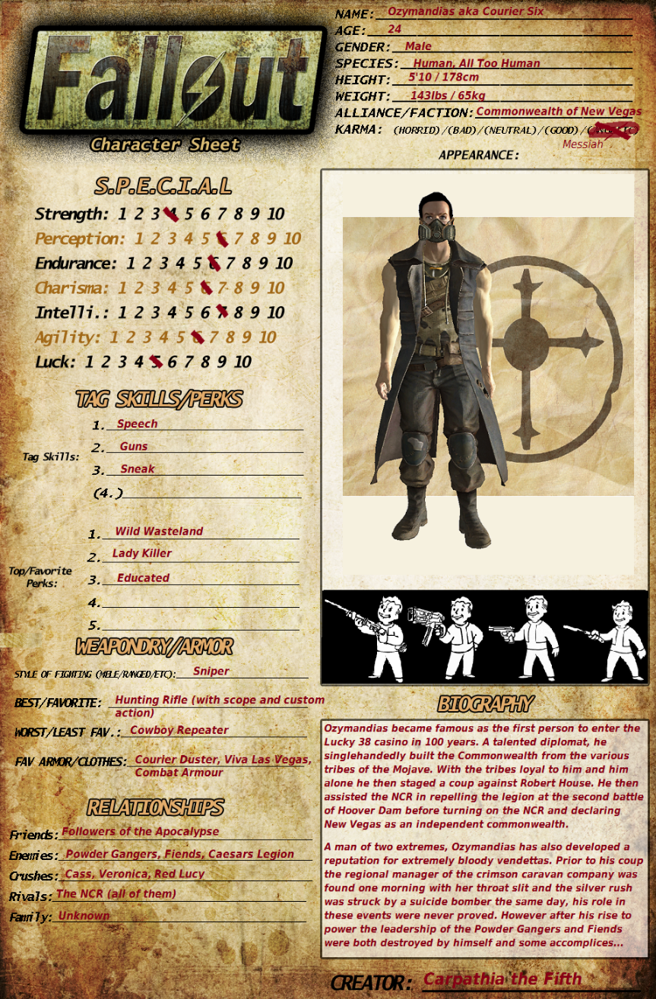 Fallout
Character Sheet
NAME: Ozymandias aka Courier Six
AGE: 24
GENDER: Male
SPECIES: Human, All Too Human
HEIGHT: 5'10 / 178cm
WEIGHT: 143lbs / 65kg
ALLIANCE/FACTION: Commonwealth of New Vegas
KARMA: (HORRID)/(BAD)/(NEUTRAL)/(GOOD)/
Messiah
APPEARANCE:
S.P.E.C.I.A.L
Strength: 1 2 3 4 5 6 7 8 9 10
Perception: 1 2 3 4 5 6 7 8 9 10
Endurance: 1 2 3 4 5 6 7 8 9 10
Charisma: 1 2 3 4 5 6 7 8 9 10
Intelli.: 1 2 3 4 5 6 7 8 9 10
Agility: 1 2 3 4 5 6 7 8 9 10
Luck: 1 2 3 4 5 6 7 8 9 10
TAG SKILLS/PERKS
Tag Skills:
1. Speech
2. Guns
3. Sneak
(4.)
Top/Favorite
Perks:
1. Wild Wasteland
2. Lady Killer
3. Educated
4.
5.
WEAPONDRY/ARMOR
STYLE OF FIGHTING (MELE/RANGED/ETC): Sniper
BEST/FAVORITE: Hunting Rifle (with scope and custom
action)
WORST/LEAST FAV.: Cowboy Repeater
FAV ARMOR/CLOTHES: Courier Duster, Viva Las Vegas,
Combat Armour
RELATIONSHIPS
Friends: Followers of the Apocalypse
Enemies: Powder Gangers, Fiends, Caesars Legion
Crushes: Cass, Veronica, Red Lucy
Rivals: The NCR (all of them)
Family: Unknown
BIOGRAPHY
Ozymandias became famous as the first person to enter the
Lucky 38 casino in 100 years. A talented diplomat, he
singlehandedly built the Commonwealth from the various
tribes of the Mojave. With the tribes loyal to him and him
alone he then staged a coup against Robert House. He then
assisted the NCR in repelling the legion at the second battle
of Hoover Dam before turning on the NCR and declaring
New Vegas as an independent commonwealth.
A man of two extremes, Ozymandias has also developed a
reputation for extremely bloody vendettas. Prior to his coup
the regional manager of the crimson caravan company was
found one morning with her throat slit and the silver rush
was struck by a suicide bomber the same day, his role in
these events were never proved. However after his rise to
power the leadership of the Powder Gangers and Fiends
were both destroyed by himself and some accomplices...
CREATOR: Carpathia the Fifth